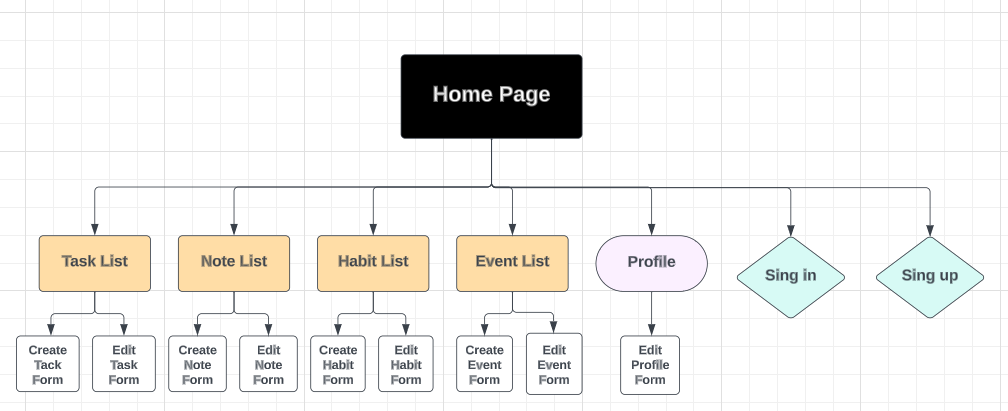 Home Page
Task List
Note List
Habit List
Event List
Profile
Sing in
Sing up
Create
Tack
Form
Edit
Task
Form
Create
Note
Form
Edit
Note
Form
Create
Habit
Form
Edit
Habit
Form
Create
Event
Form
Edit
Event
Form
Edit
Profile
Form